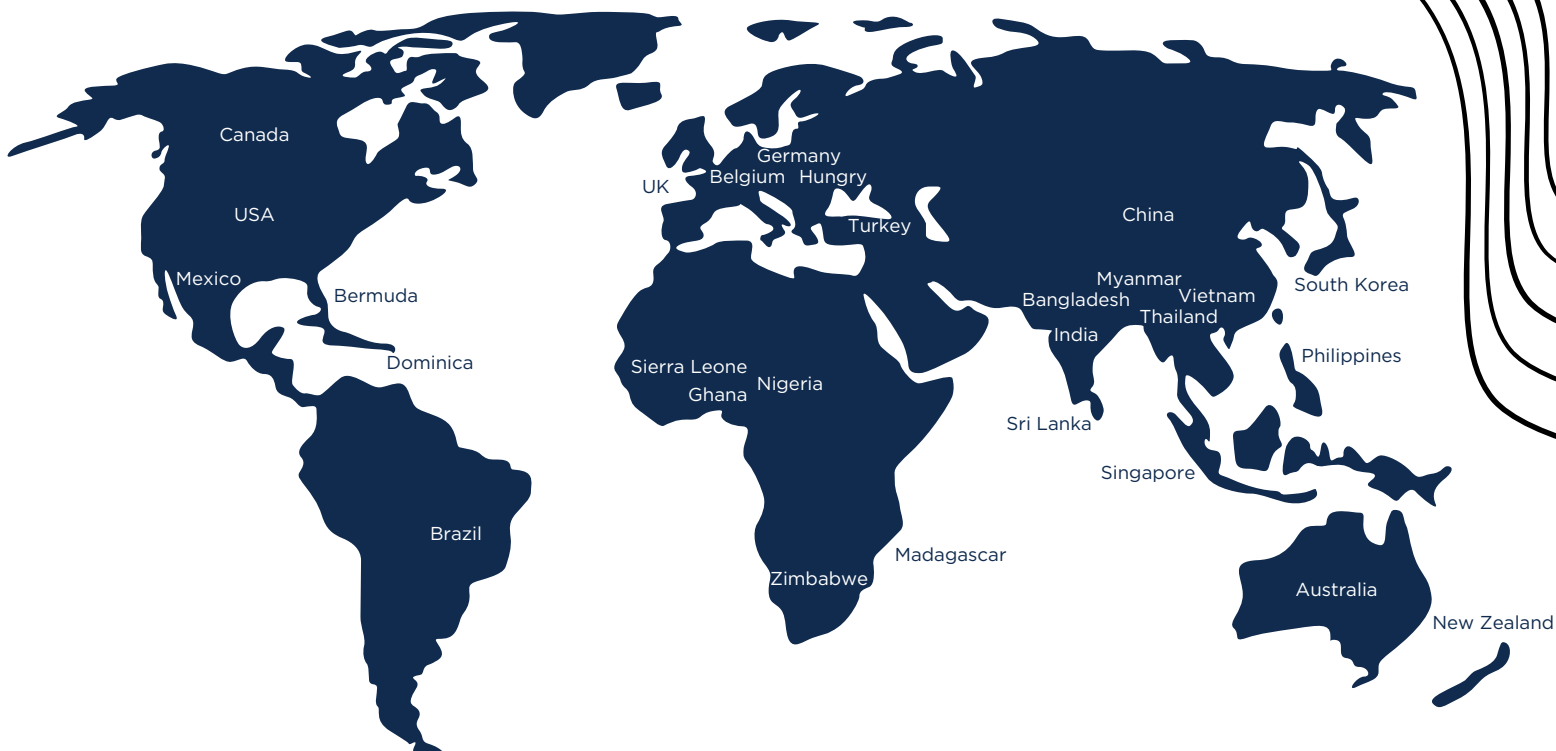 Canada
USA
Mexico
Bermuda
Dominica
Brazil
UK
Germany
Belgium Hungry
Turkey
Sierra Leone
Ghana
Nigeria
Zimbabwe
Madagascar
China
Myanmar
Bangladesh
Vietnam
Thailand
India
Sri Lanka
Singapore
South Korea
Philippines
Australia
New Zealand